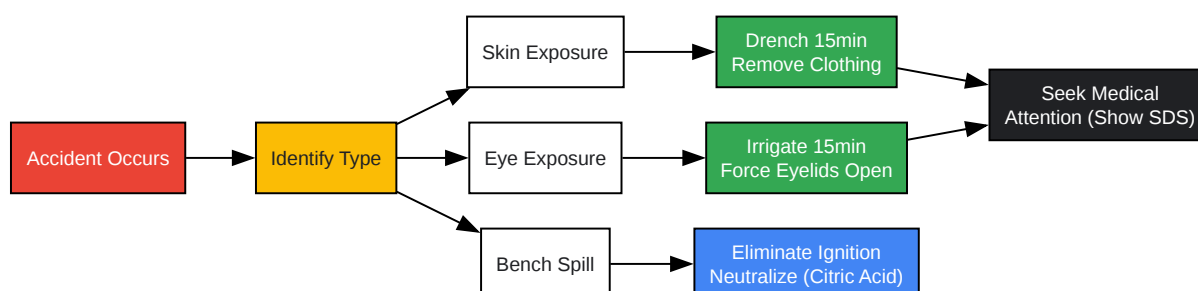 Accident Occurs
Identify Type
Skin Exposure
Eye Exposure
Bench Spill
Drench 15min
Remove Clothing
Irrigate 15min
Force Eyelids Open
Eliminate Ignition
Neutralize (Citric Acid)
Seek Medical
Attention (Show SDS)